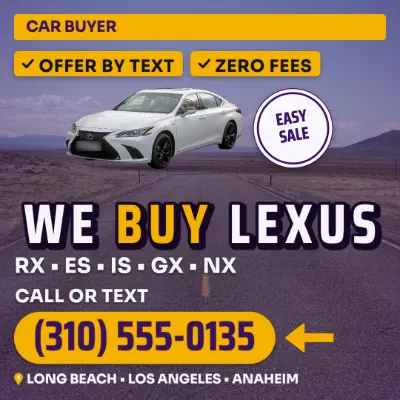 CAR BUYER
✓ OFFER BY TEXT ✓ ZERO FEES
EASY
SALE
WE BUY LEXUS
RX ▪ ES ▪ IS ▪ GX ▪ NX
CALL OR TEXT
(310) 555-0135
LONG BEACH ▪ LOS ANGELES ▪ ANAHEIM